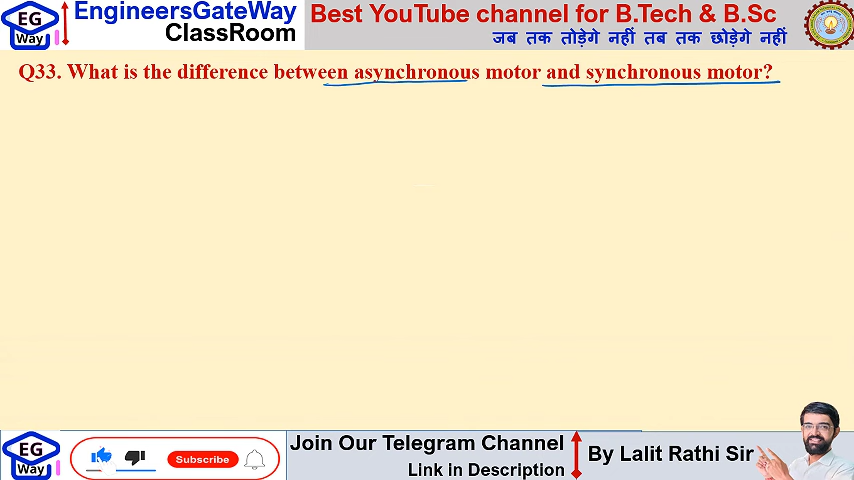 EG
Way
EngineersGateWay
ClassRoom
Best YouTube channel for B.Tech & B.Sc
जब तक तोड़ेगे नहीं तब तक छोड़ेगे नहीं
Q33. What is the difference between asynchronous motor and synchronous motor?
EG
Way
Subscribe
Join Our Telegram Channel
Link in Description
By Lalit Rathi Sir